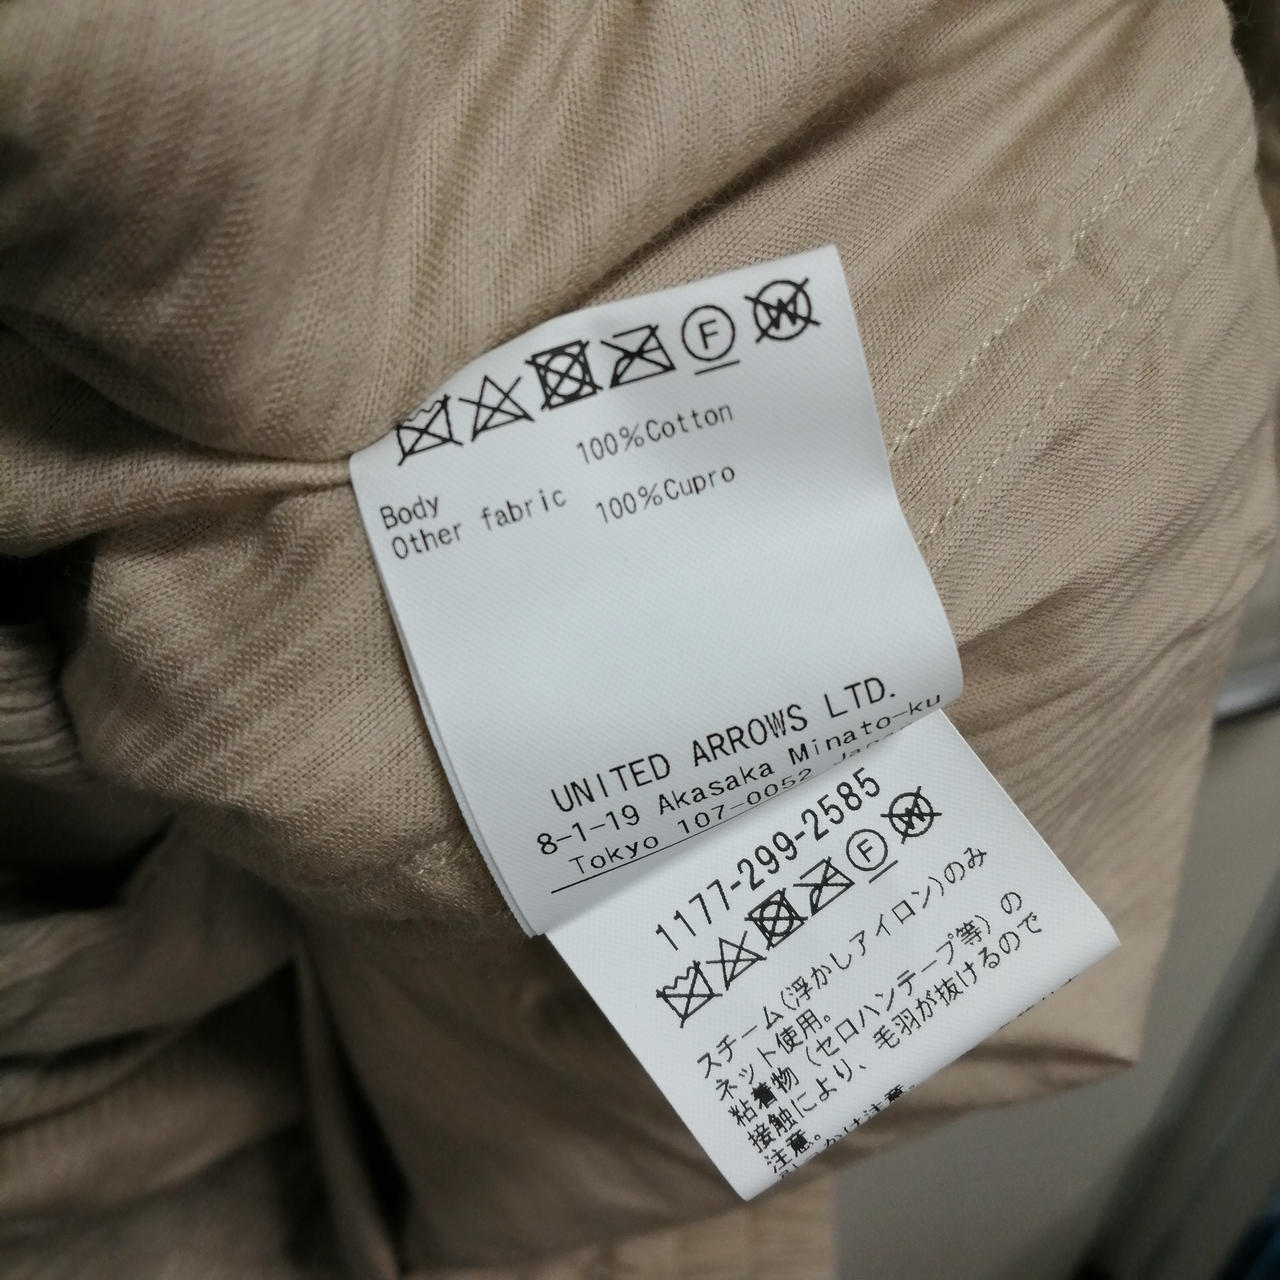 F W
100%Cotton
Body
Other fabric 100%Cupro
UNITED ARROWS LTD.
8-1-19 Akasaka Minato-ku
Tokyo 107-0052
1177-299-2585
F W
スチーム(浮かしアイロン)のみ
ネット使用。
粘着物(セロハンテープ等)の
接触により、毛羽が抜けるので
注意。